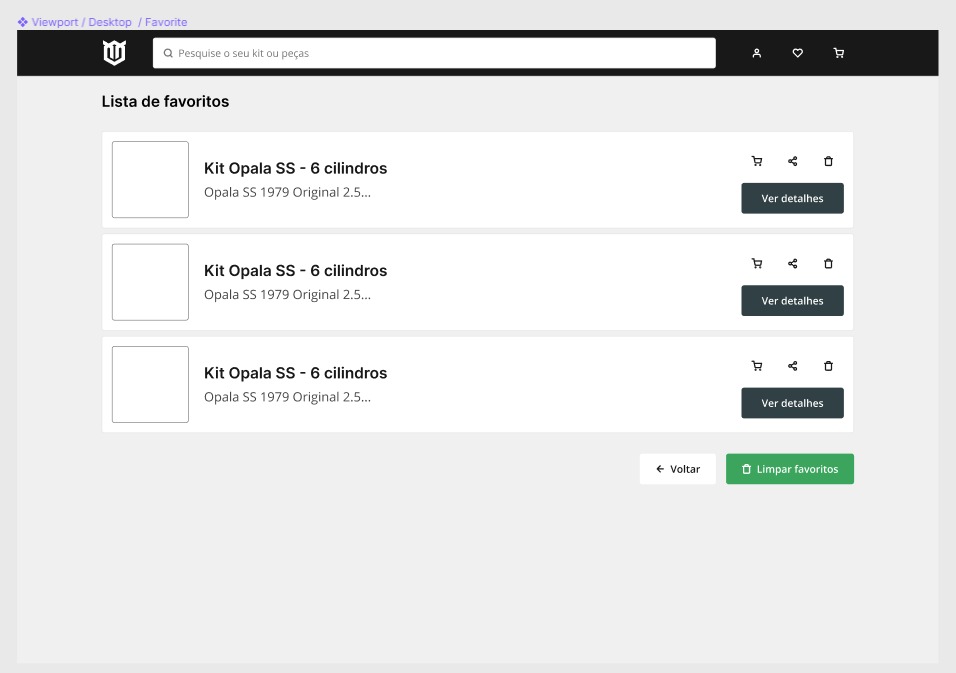 Viewport / Desktop / Favorite
Pesquise o seu kit ou peças
Lista de favoritos
Kit Opala SS - 6 cilindros
Opala SS 1979 Original 2.5...
Ver detalhes
Kit Opala SS - 6 cilindros
Opala SS 1979 Original 2.5...
Ver detalhes
Kit Opala SS - 6 cilindros
Opala SS 1979 Original 2.5...
Ver detalhes
Voltar
Limpar favoritos